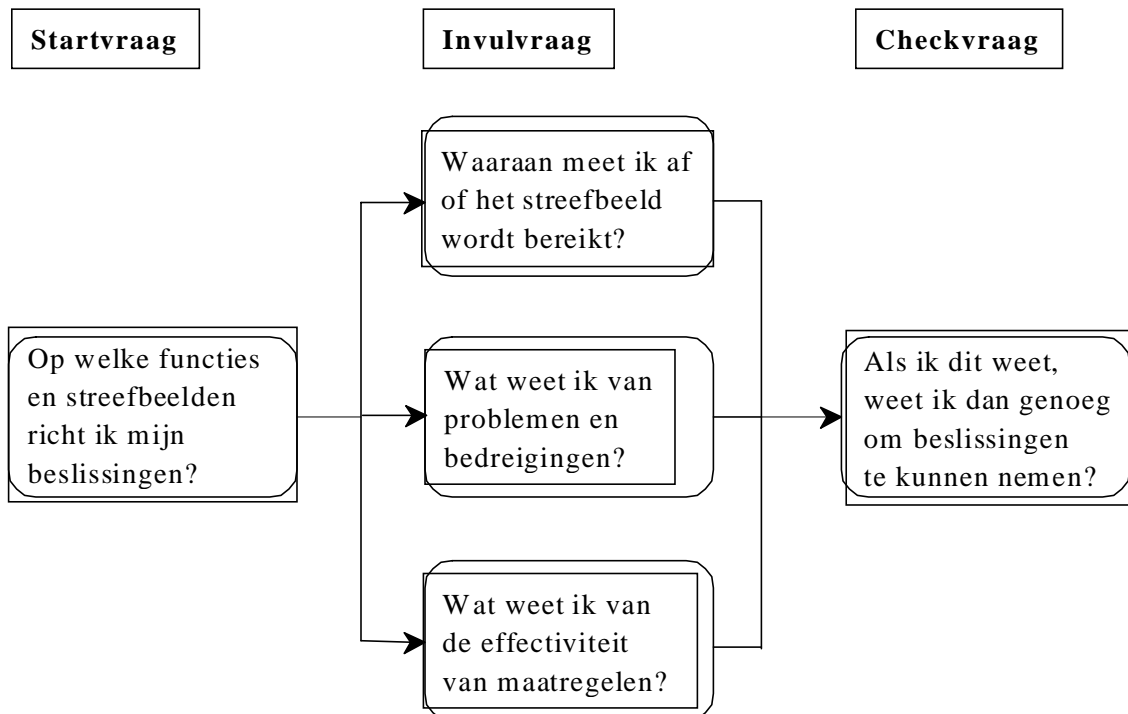 Startvraag
Invulvraag
Checkvraag
Op welke functies
en streefbeelden
richt ik mijn
beslissingen?
Waaraan meet ik af
of het streefbeeld
wordt bereikt?
Wat weet ik van
problemen en
bedreigingen?
Wat weet ik van
de effectiviteit
van maatregelen?
Als ik dit weet,
weet ik dan genoeg
om beslissingen
te kunnen nemen?